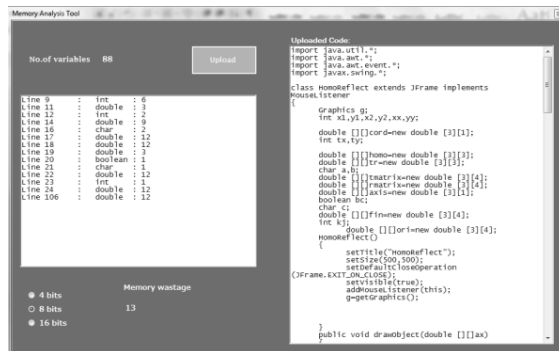 Memory Analysis Tool
No.of variables 88
Upload
Line 9 : int : 6
Line 11 : double : 3
Line 12 : int : 2
Line 14 : double : 9
Line 16 : char : 2
Line 17 : double : 12
Line 18 : double : 12
Line 19 : double : 3
Line 20 : boolean : 1
Line 21 : char : 1
Line 22 : double : 12
Line 23 : int : 1
Line 24 : double : 12
Line 106 : double : 12
Memory wastage
4 bits
8 bits
16 bits
13
Uploaded Code:
import java.util.*;
import java.awt.*;
import java.awt.event.*;
import javax.swing.*;
class HomoReflect extends JFrame implements
MouseListener
{
Graphics g;
int x1,y1,x2,y2,xx,yy;
double [][]cord=new double [3][1];
int tx,ty;
double [][]homo=new double [3][3];
double [][]tr=new double [3][3];
char a,b;
double [][]tmatrix=new double [3][4];
double [][]rmatrix=new double [3][4];
double [][]axis=new double [3][1];
boolean bc;
char c;
double [][]fin=new double [3][4];
int kj;
double [][]ori=new double [3][4];
HomoReflect()
{
setTitle("HomoReflect");
setSize(500,500);
setDefaultCloseOperation
(JFrame.EXIT_ON_CLOSE);
setVisible(true);
addMouseListener(this);
g=getGraphics();
}
public void drawObject(double [][]ax)